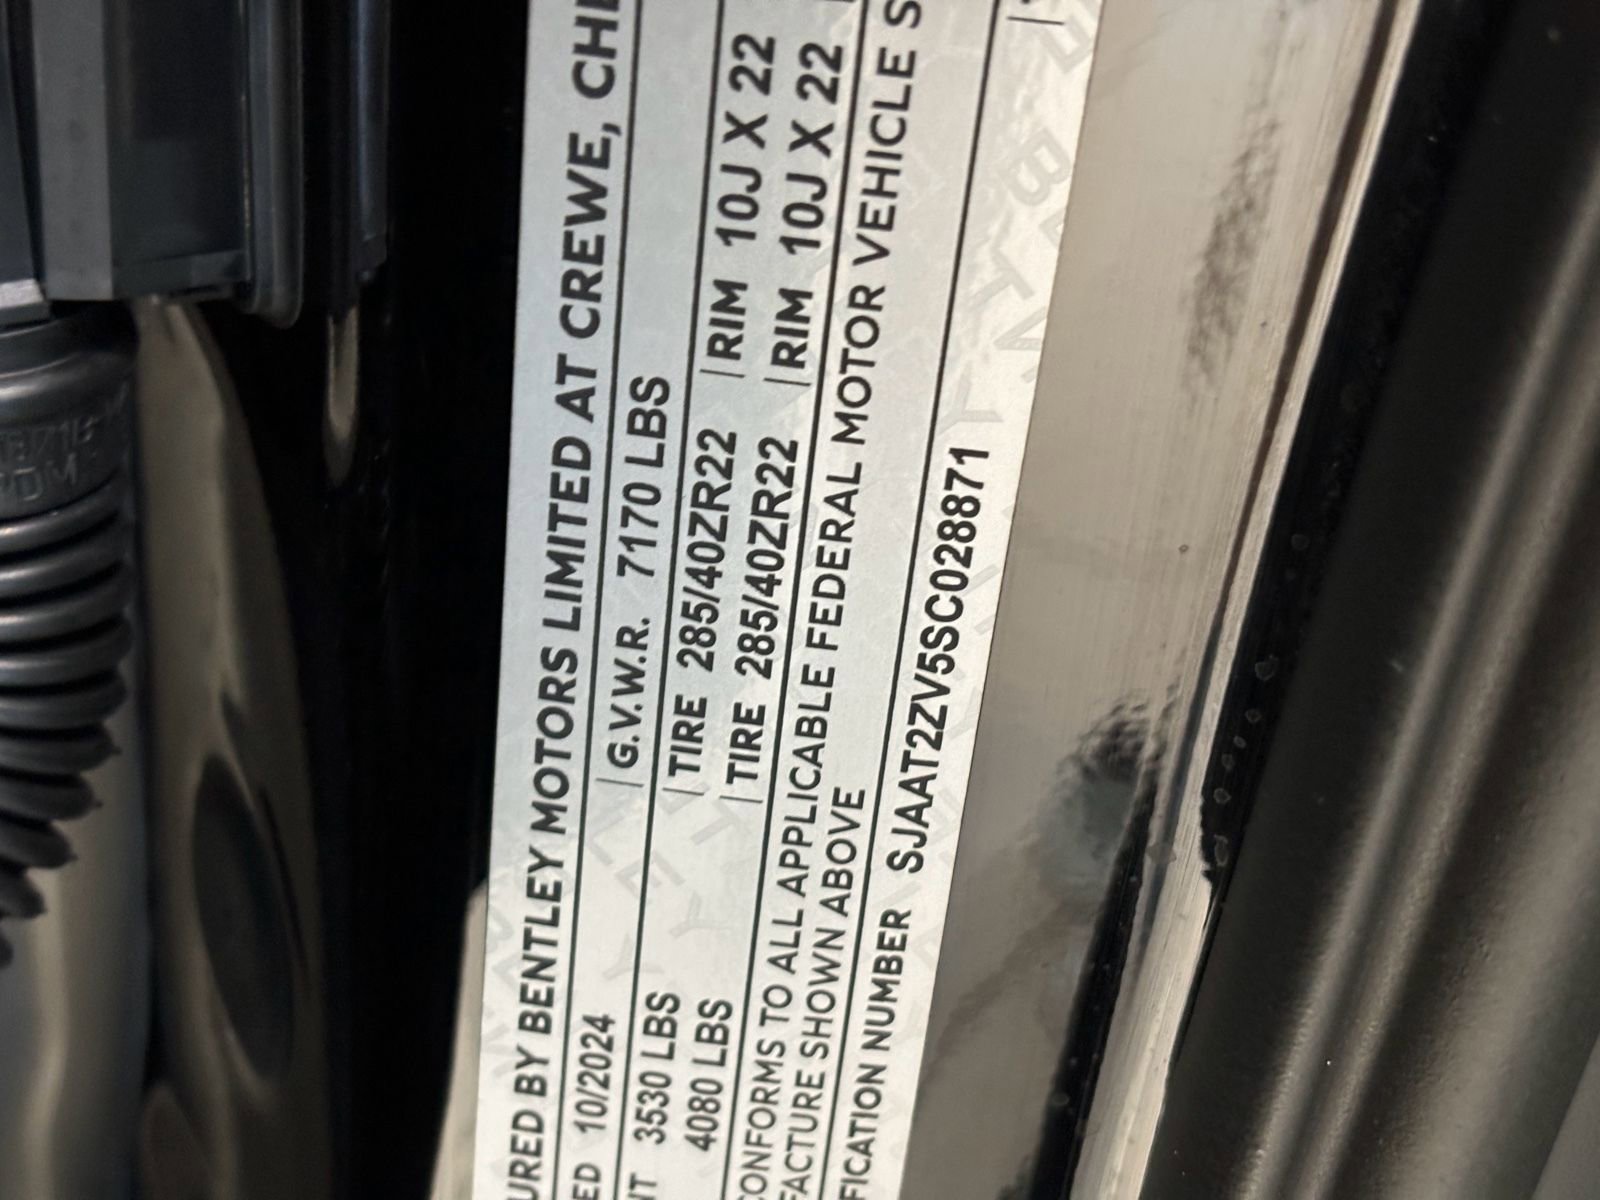 URED BY BENTLEY MOTORS LIMITED AT CREWE, CHE
ED 10/2024 G.V.W.R. 7170 LBS
NT 3530 LBS TIRE 285/40ZR22 RIM 10J X 22
4080 LBS TIRE 285/40ZR22 RIM 10J X 22
CONFORMS TO ALL APPLICABLE FEDERAL MOTOR VEHICLE S
FACTURE SHOWN ABOVE
FICATION NUMBER SJAAT2ZV5SC028871